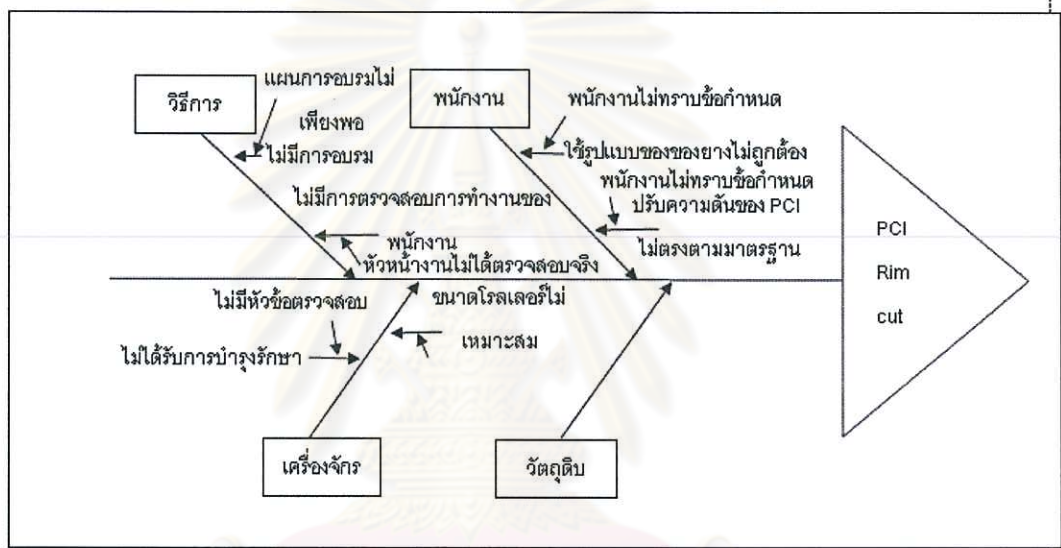 วิธีการ
แผนการอบรมไม่
เพียงพอ
ไม่มีการอบรม
ไม่มีการตรวจสอบการทำงานของ
พนักงาน
หัวหน้างานไม่ได้ตรวจสอบจริง
พนักงาน
พนักงานไม่ทราบข้อกำหนด
ใช้รูปแบบของของยางไม่ถูกต้อง
พนักงานไม่ทราบข้อกำหนด
ปรับความดันของ PCI
ไม่ตรงตามมาตรฐาน
PCI
Rim
cut
ไม่มีหัวข้อตรวจสอบ
ไม่ได้รับการบำรุงรักษา
ขนาดโรลเลอร์ไม่
เหมาะสม
เครื่องจักร
วัตถุดิบ